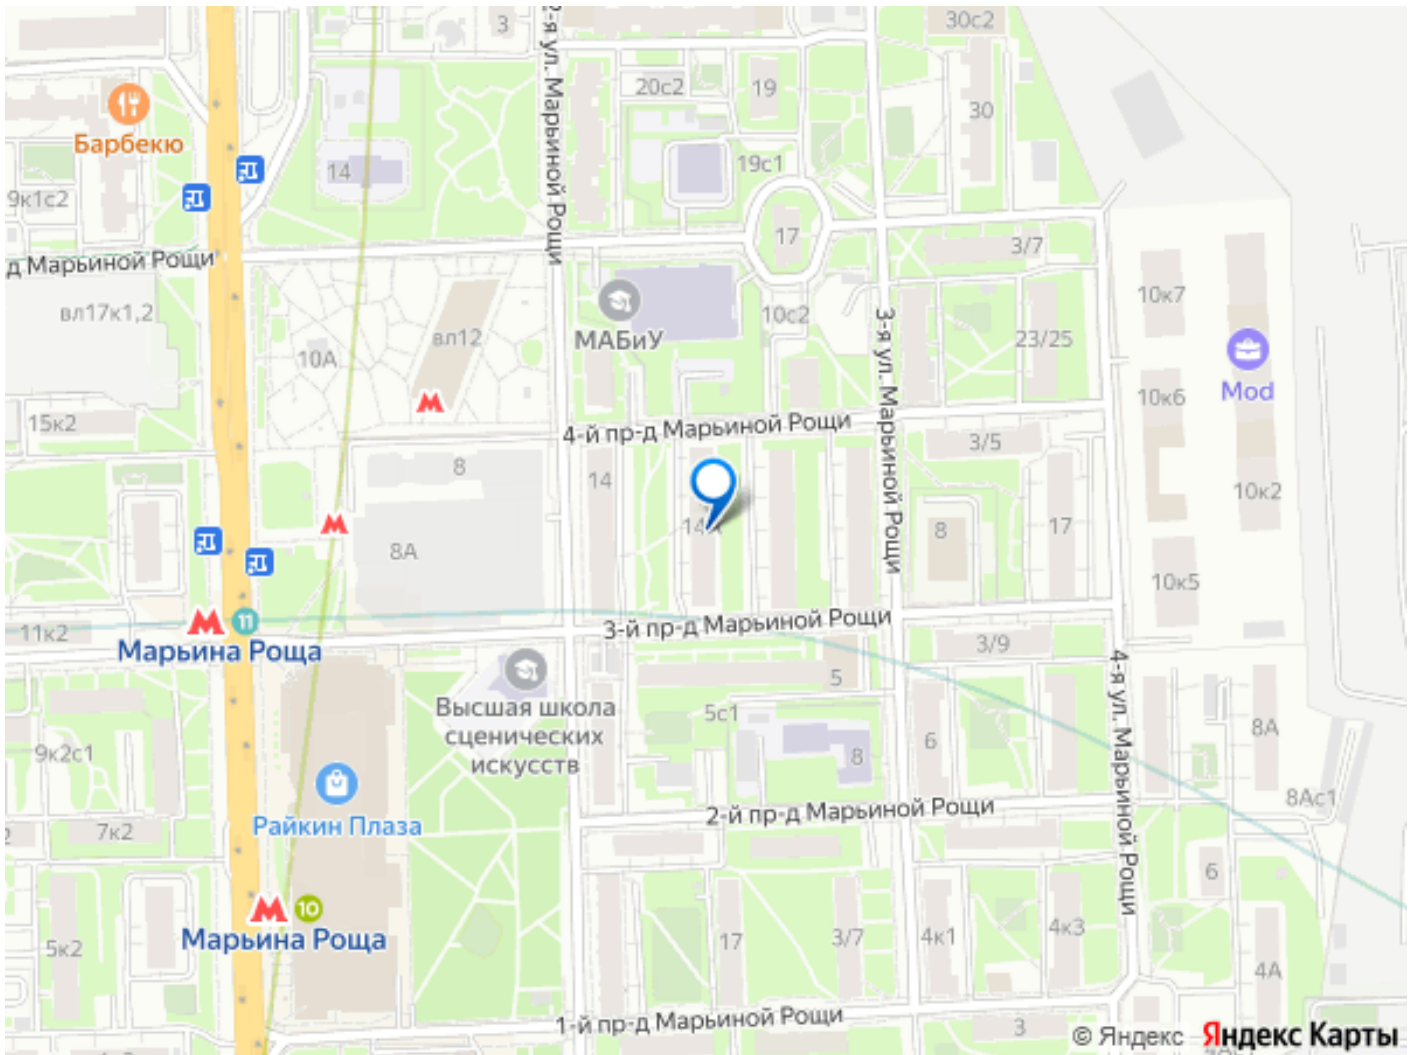 3
30с2
2-я ул. Марьиной Рощи
20с2
19
30
Барбекю
14
19с1
9к1с2
17
3/7
д Марьиной Рощи
10к7
вл17к1,2
МАБиУ
10с2
вл12
3-я ул. Марьиной Рощи
23/25
10А
Mod
10к6
15к2
4-й пр-д Марьиной Рощи
3/5
8
14
10к2
14А
8
17
8А
10к5
11
11к2
3-й пр-д Марьиной Рощи
Марьина Роща
3/9
4-я ул. Марьиной Рощи
5
Высшая школа
сценических
искусств
5с1
6
8А
9к2с1
8
8Ас1
2-й пр-д Марьиной Рощи
Райкин Плаза
7к2
6
10
Марьина Роща
5к2
17
3/7
4к1
4к3
4А
1-й пр-д Марьиной Рощи
3
© Яндекс Яндекс Карты